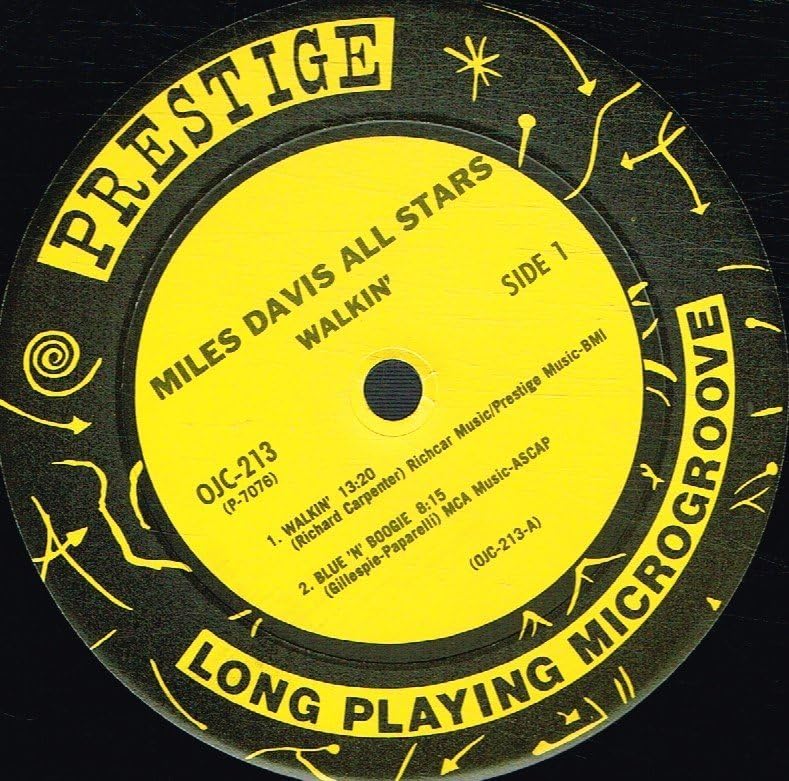 PRESTIGE
MILES DAVIS ALL STARS
WALKIN'
SIDE 1
OJC-213
(P-7076)
1. WALKIN' 13:20
(Richard Carpenter) Richcar Music/Prestige Music-BMI
2. BLUE 'N' BOOGIE 8:15
(Gillespie-Paparelli) MCA Music-ASCAP
(OJC-213-A)
LONG PLAYING MICROGROOVE